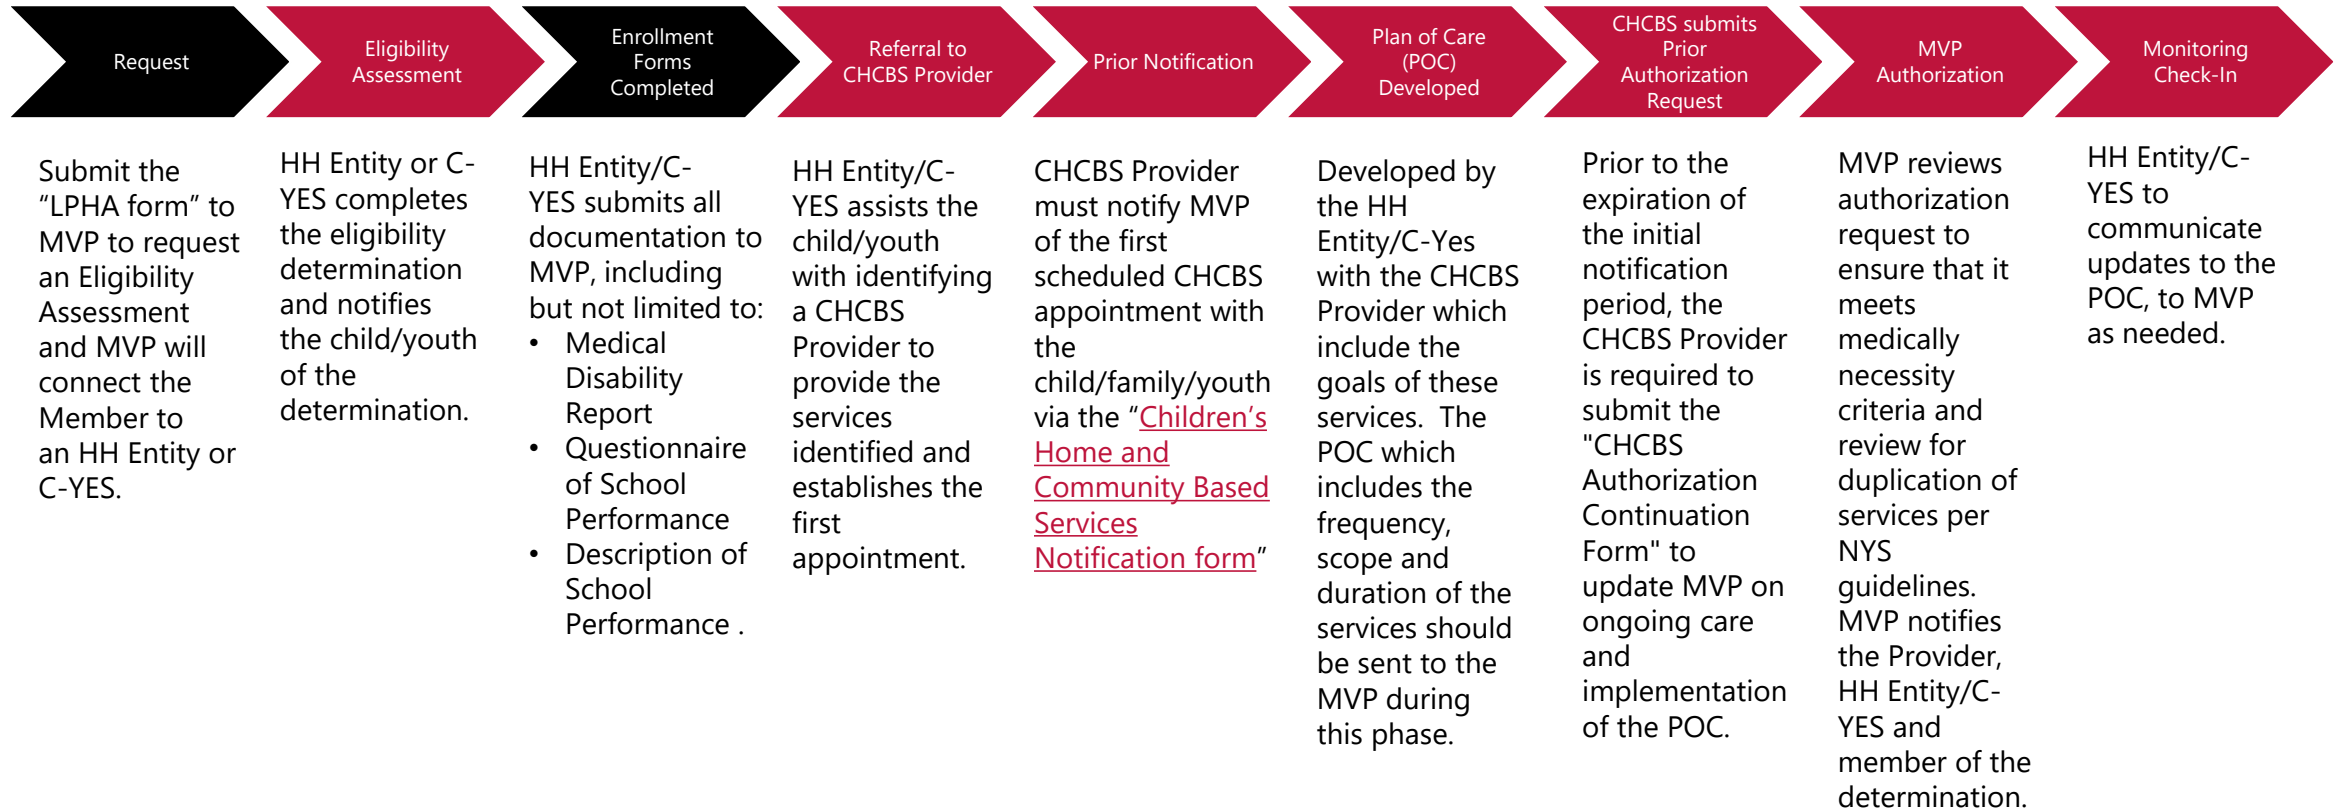 Request
Eligibility
Assessment
Enrollment
Forms
Completed
Referral to
CHCBS Provider
Prior Notification
Plan of Care
(POC)
Developed
CHCBS submits
Prior
Authorization
Request
MVP
Authorization
Monitoring
Check-In
Submit the
“LPHA form” to
MVP to request
an Eligibility
Assessment
and MVP will
connect the
Member to
an HH Entity or
C-YES.
HH Entity or C-
YES completes
the eligibility
determination
and notifies
the child/youth
of the
determination.
HH Entity/C-
YES submits all
documentation to
MVP, including
but not limited to:
• Medical
Disability
Report
• Questionnaire
of School
Performance
• Description of
School
Performance .
HH Entity/C-
YES assists the
child/youth
with identifying
a CHCBS
Provider to
provide the
services
identified and
establishes the
first
appointment.
CHCBS Provider
must notify MVP
of the first
scheduled CHCBS
appointment with
the
child/family/youth
via the “Children’s
Home and
Community Based
Services
Notification form”
Developed by
the HH
Entity/C-Yes
with the CHCBS
Provider which
include the
goals of these
services.  The
POC which
includes the
frequency,
scope and
duration of the
services should
be sent to the
MVP during
this phase.
Prior to the
expiration of
the initial
notification
period, the
CHCBS Provider
is required to
submit the
"CHCBS
Authorization
Continuation
Form" to
update MVP on
ongoing care
and
implementation
of the POC.
MVP reviews
authorization
request to
ensure that it
meets
medically
necessity
criteria and
review for
duplication of
services per
NYS
guidelines.
MVP notifies
the Provider,
HH Entity/C-
YES and
member of the
determination.
HH Entity/C-
YES to
communicate
updates to the
POC, to MVP
as needed.